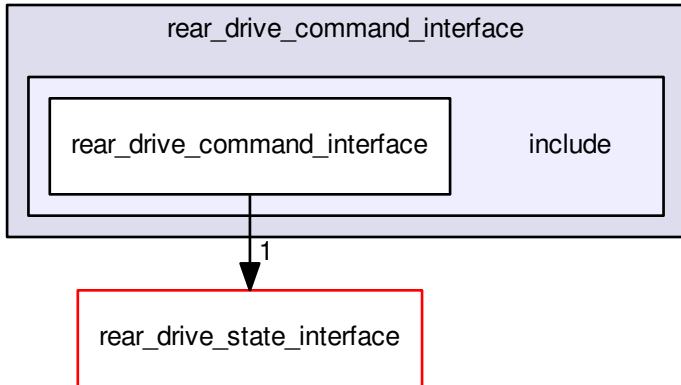 rear_drive_command_interface
rear_drive_command_interface
include
1
rear_drive_state_interface